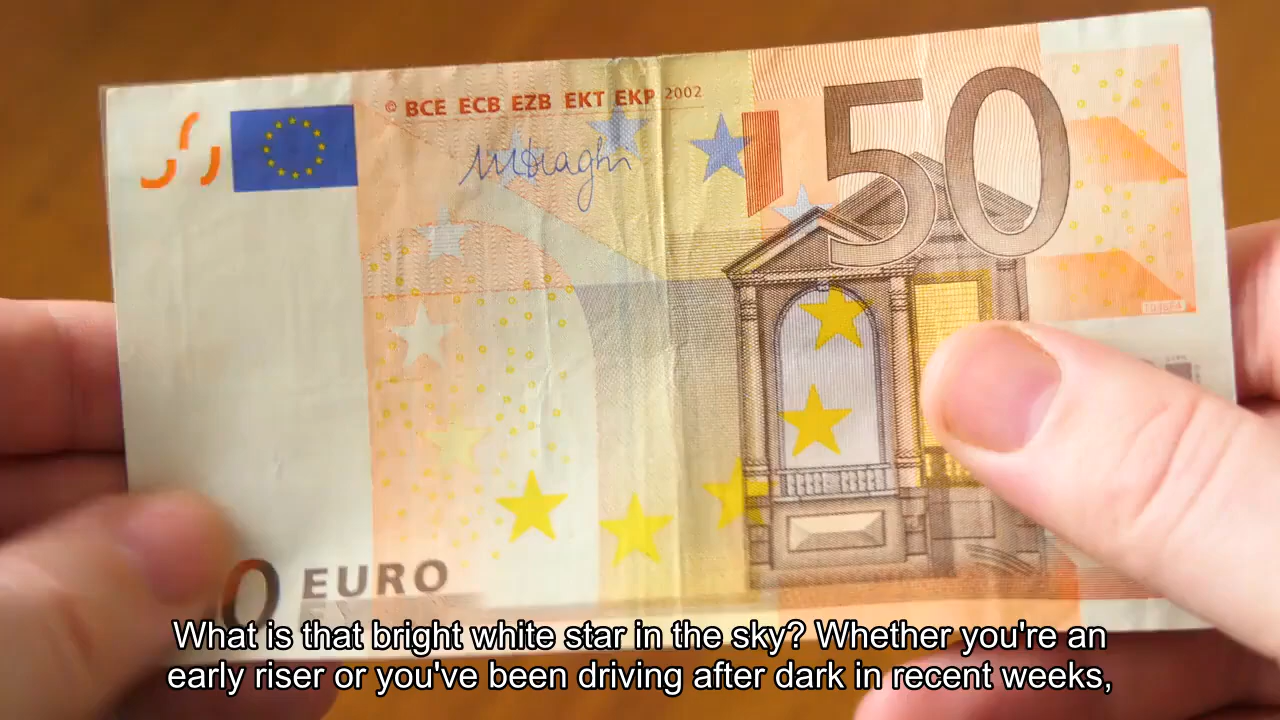 © BCE ECB EZB EKT EKP 2002
50
EURO
What is that bright white star in the sky? Whether you're an
early riser or you've been driving after dark in recent weeks,